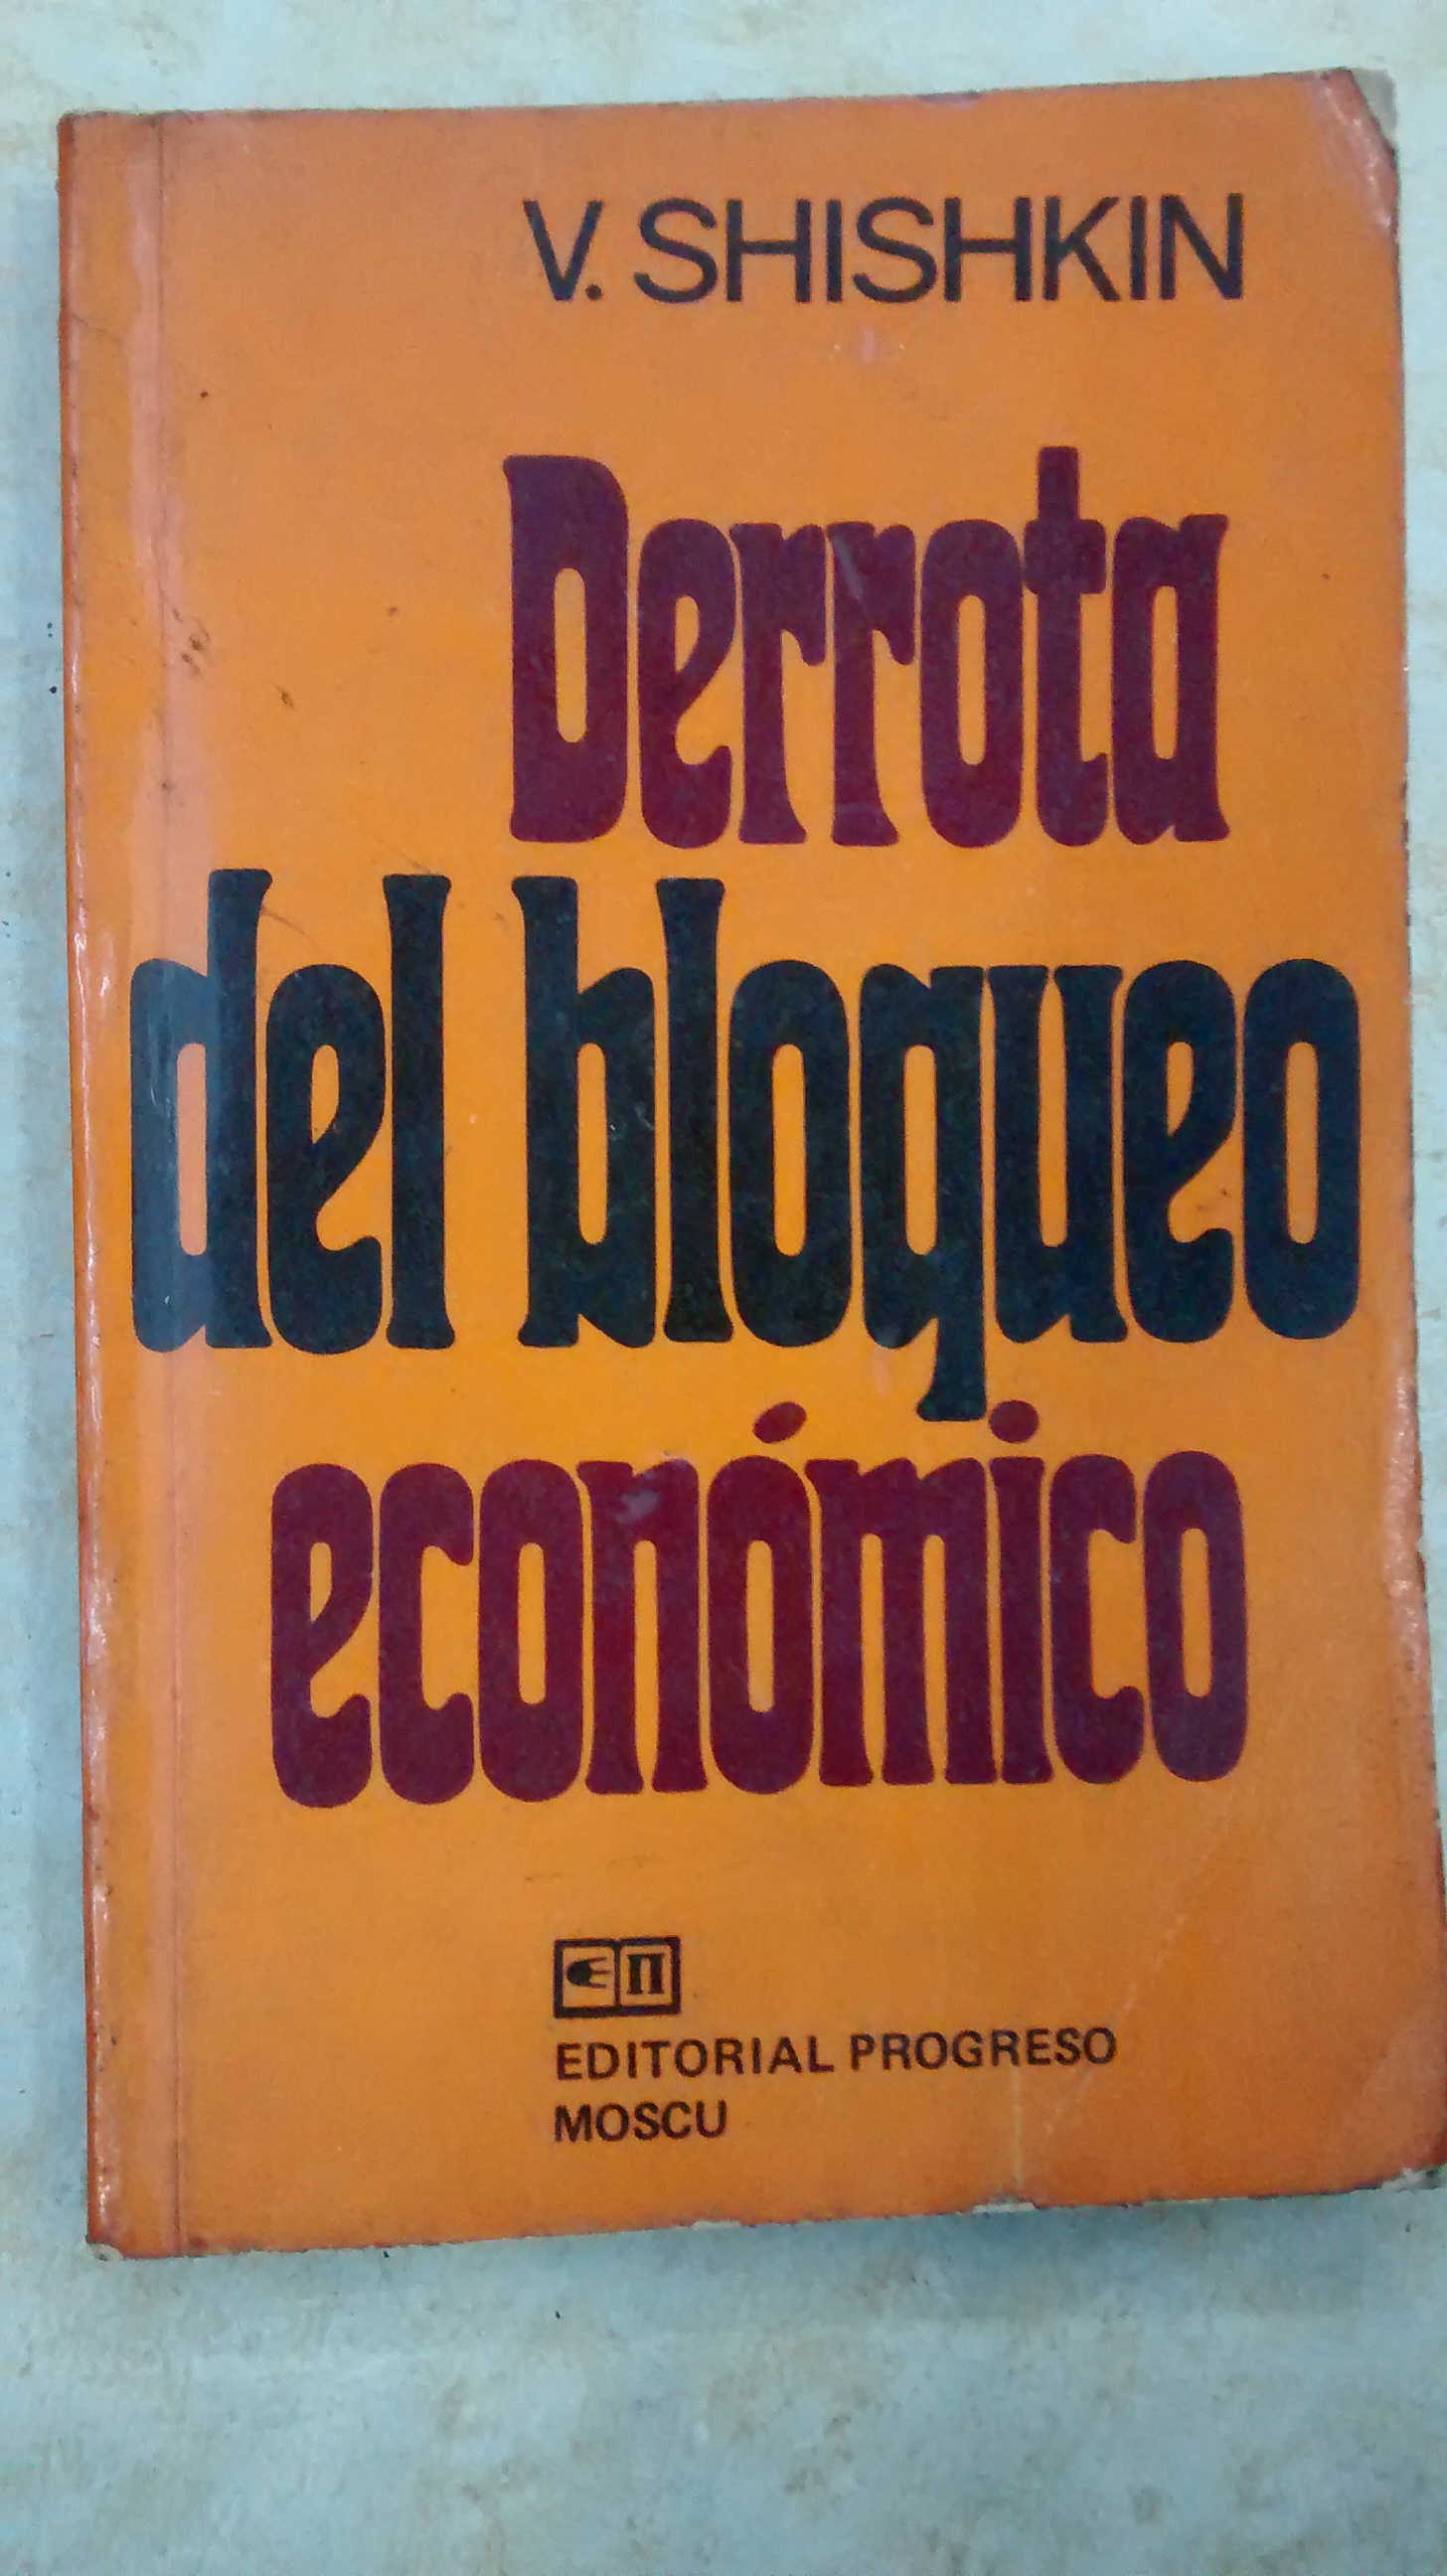 V. SHISHKIN
Derrota
del bloqueo
económico
П
EDITORIAL PROGRESO
MOSCU